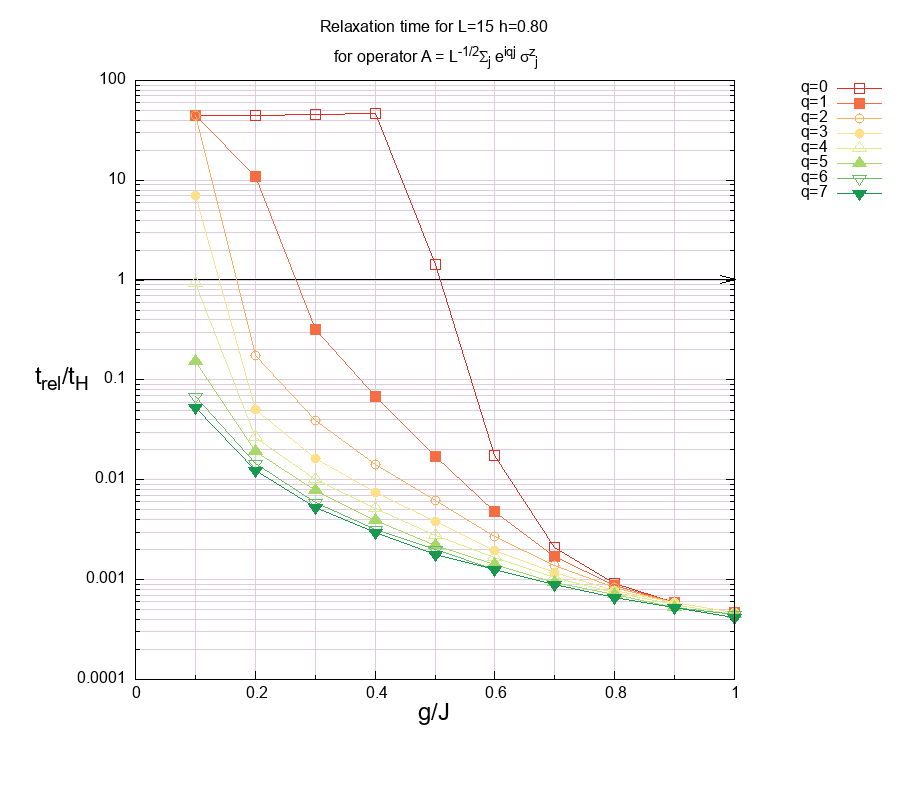 Relaxation time for L=15 h=0.80
for operator A = L^-1/2 Σ_j e^iqj σ^z_j
100
10
1
0.1
0.01
0.001
0.0001
t_rel/t_H
0 0.2 0.4 0.6 0.8 1
g/J
q=0
q=1
q=2
q=3
q=4
q=5
q=6
q=7